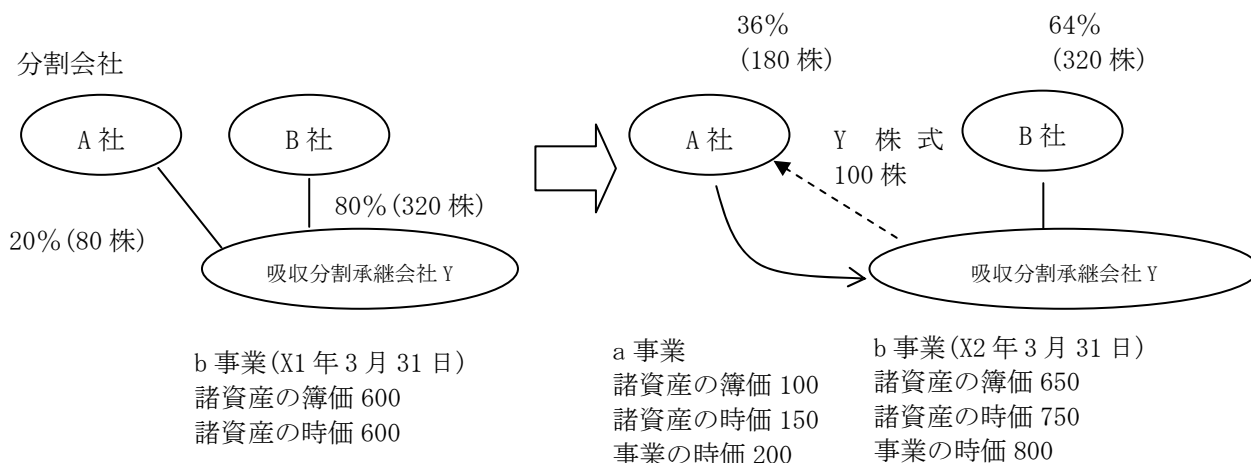 分割会社
A 社
B 社
20%(80 株)
80%(320 株)
吸収分割承継会社 Y
b 事業(X1 年 3 月 31 日)
諸資産の簿価 600
諸資産の時価 600
36%
(180 株)
64%
(320 株)
A 社
Y 株 式
100 株
B 社
吸収分割承継会社 Y
a 事業
諸資産の簿価 100
諸資産の時価 150
事業の時価 200
b 事業(X2 年 3 月 31 日)
諸資産の簿価 650
諸資産の時価 750
事業の時価 800